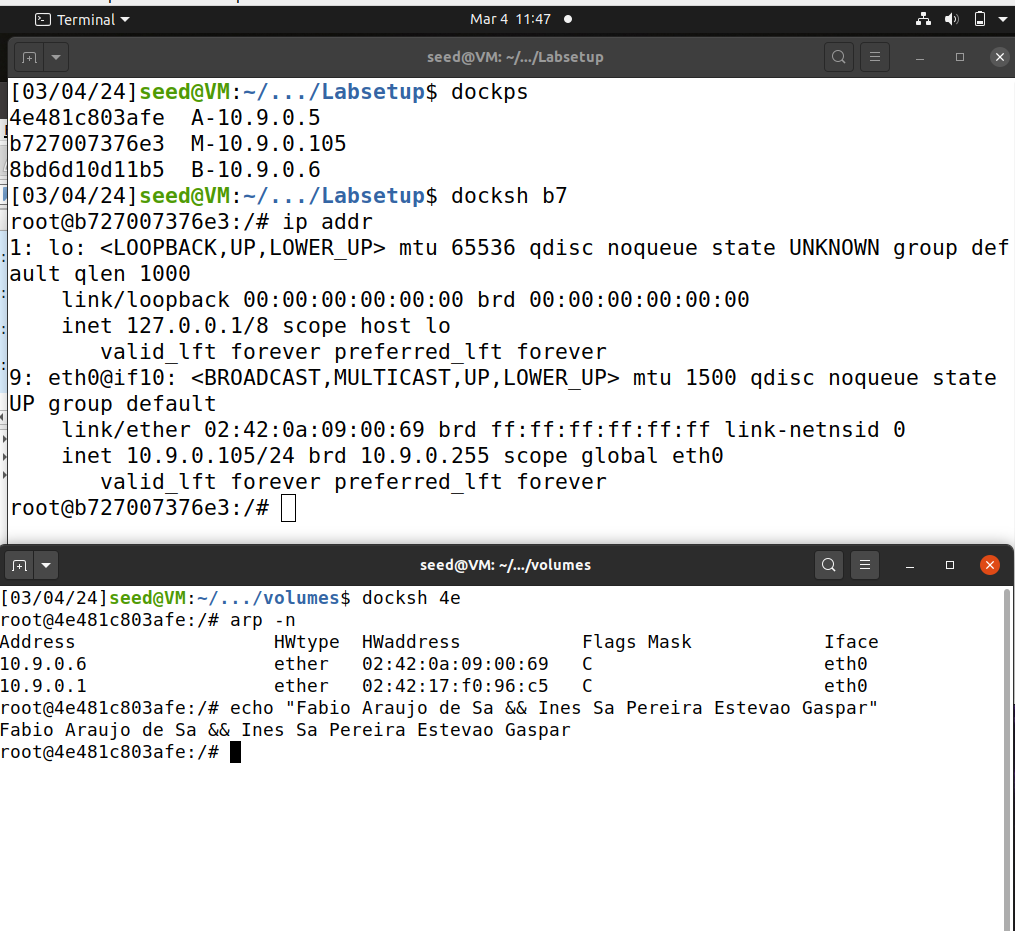 Terminal
Mar 4 11:47
seed@VM: ~/.../Labsetup
[03/04/24]seed@VM:~/.../Labsetup$ dockps
4e481c803afe  A-10.9.0.5
b727007376e3  M-10.9.0.105
8bd6d10d11b5  B-10.9.0.6
[03/04/24]seed@VM:~/.../Labsetup$ docksh b7
root@b727007376e3:/# ip addr
1: lo: <LOOPBACK,UP,LOWER_UP> mtu 65536 qdisc noqueue state UNKNOWN group def
ault qlen 1000
    link/loopback 00:00:00:00:00:00 brd 00:00:00:00:00:00
    inet 127.0.0.1/8 scope host lo
       valid_lft forever preferred_lft forever
9: eth0@if10: <BROADCAST,MULTICAST,UP,LOWER_UP> mtu 1500 qdisc noqueue state
UP group default
    link/ether 02:42:0a:09:00:69 brd ff:ff:ff:ff:ff:ff link-netnsid 0
    inet 10.9.0.105/24 brd 10.9.0.255 scope global eth0
       valid_lft forever preferred_lft forever
root@b727007376e3:/#
seed@VM: ~/.../volumes
[03/04/24]seed@VM:~/.../volumes$ docksh 4e
root@4e481c803afe:/# arp -n
Address                  HWtype  HWaddress           Flags Mask            Iface
10.9.0.6                 ether   02:42:0a:09:00:69   C                     eth0
10.9.0.1                 ether   02:42:17:f0:96:c5   C                     eth0
root@4e481c803afe:/# echo "Fabio Araujo de Sa && Ines Sa Pereira Estevao Gaspar"
Fabio Araujo de Sa && Ines Sa Pereira Estevao Gaspar
root@4e481c803afe:/#